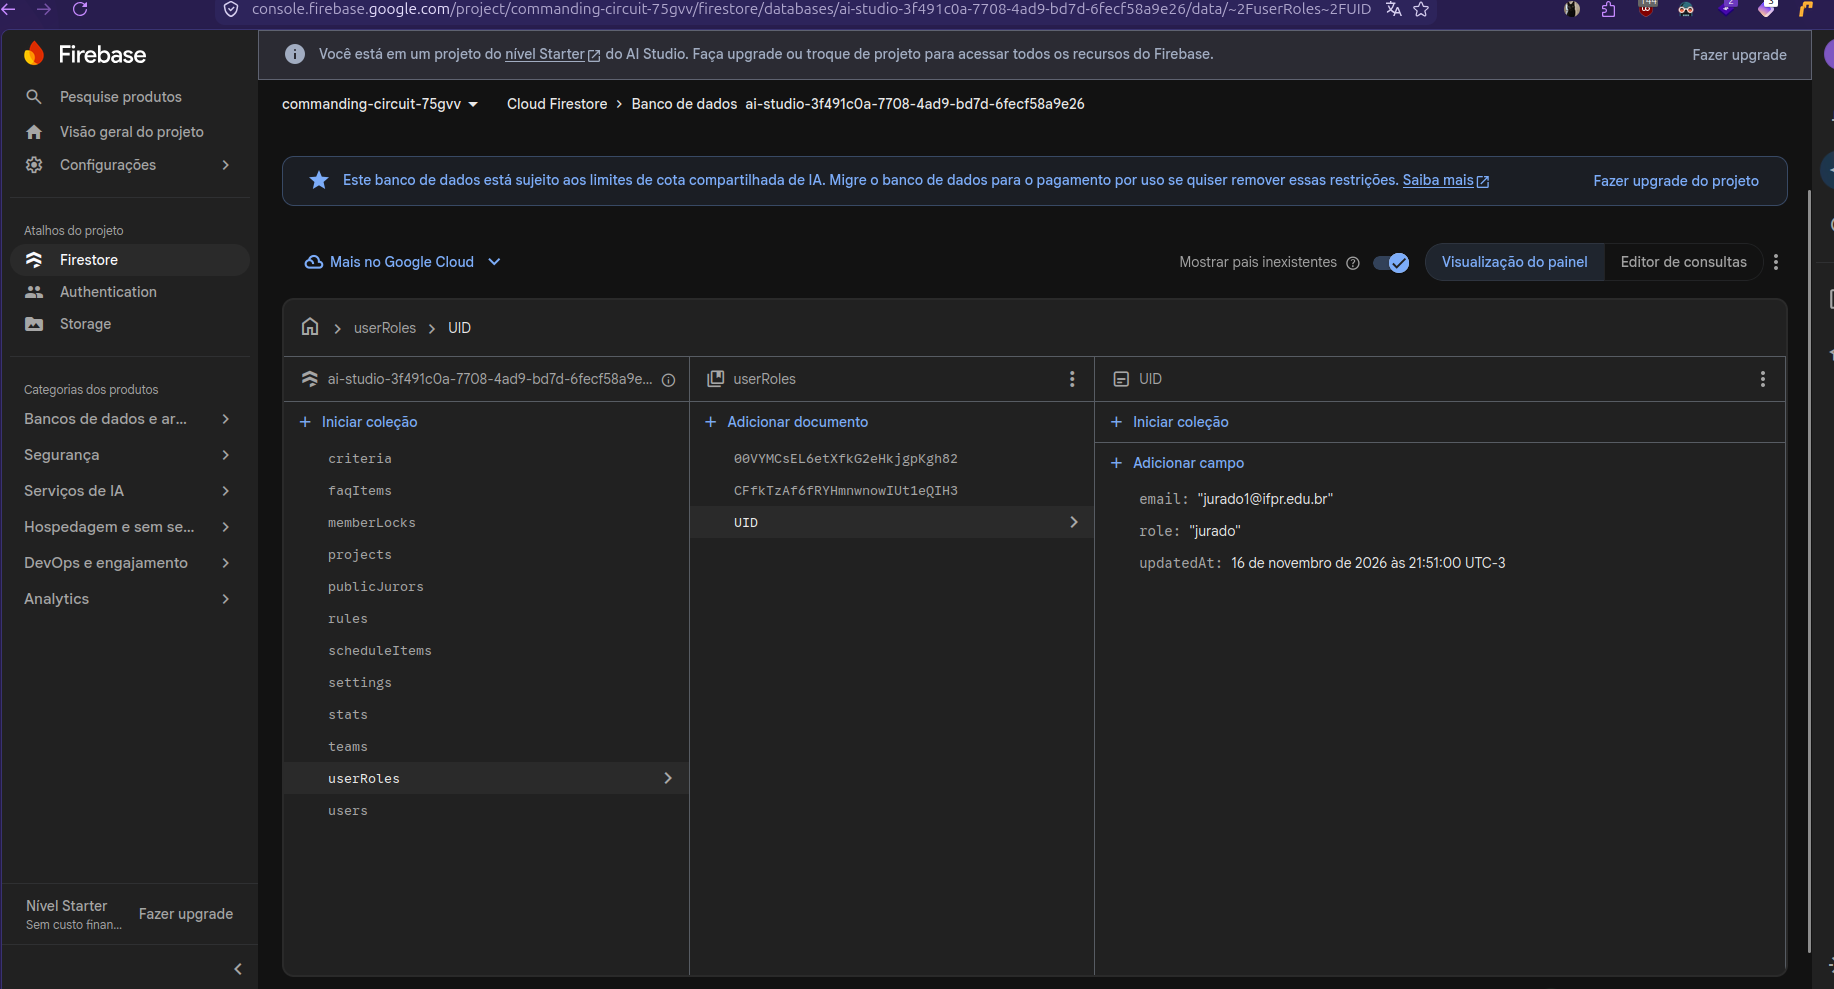 console.firebase.google.com/project/commanding-circuit-75gvv/firestore/databases/ai-studio-3f491c0a-7708-4ad9-bd7d-6fecf58a9e26/data/~2FuserRoles~2FUID
144
2
3
Firebase
Pesquise produtos
Visão geral do projeto
Configurações
Atalhos do projeto
Firestore
Authentication
Storage
Categorias dos produtos
Bancos de dados e ar...
Segurança
Serviços de IA
Hospedagem e sem se...
DevOps e engajamento
Analytics
Nível Starter
Sem custo finan...
Fazer upgrade
Você está em um projeto do nível Starter do AI Studio. Faça upgrade ou troque de projeto para acessar todos os recursos do Firebase.
Fazer upgrade
commanding-circuit-75gvv
Cloud Firestore > Banco de dados ai-studio-3f491c0a-7708-4ad9-bd7d-6fecf58a9e26
Este banco de dados está sujeito aos limites de cota compartilhada de IA. Migre o banco de dados para o pagamento por uso se quiser remover essas restrições. Saiba mais
Fazer upgrade do projeto
Mais no Google Cloud
Mostrar pais inexistentes
Visualização do painel
Editor de consultas
userRoles > UID
ai-studio-3f491c0a-7708-4ad9-bd7d-6fecf58a9e...
+ Iniciar coleção
criteria
faqItems
memberLocks
projects
publicJurors
rules
scheduleItems
settings
stats
teams
userRoles
users
userRoles
+ Adicionar documento
00VYMCsEL6etXfkG2eHkjgpKgh82
CFfkTzAf6fRYHmnwnowIUt1eQIH3
UID
UID
+ Iniciar coleção
+ Adicionar campo
email: "jurado1@ifpr.edu.br"
role: "jurado"
updatedAt: 16 de novembro de 2026 às 21:51:00 UTC-3